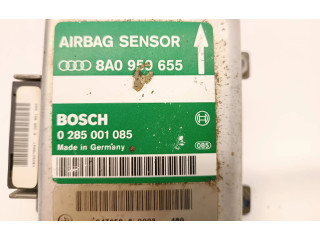 AIRBAG SENSOR
8A0 959 655
BOSCH
0 285 001 085
Made in Germany
085